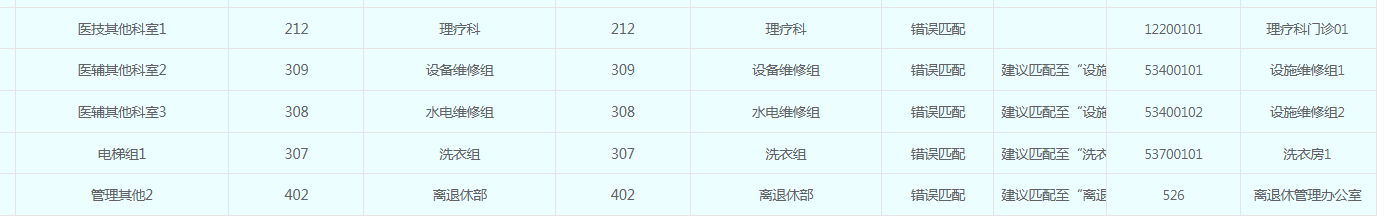 医技其他科室1 212 理疗科 212 理疗科 错误匹配 12200101 理疗科门诊01
医辅其他科室2 309 设备维修组 309 设备维修组 错误匹配 建议匹配至“设施 53400101 设施维修组1
医辅其他科室3 308 水电维修组 308 水电维修组 错误匹配 建议匹配至“设施 53400102 设施维修组2
电梯组1 307 洗衣组 307 洗衣组 错误匹配 建议匹配至“洗衣 53700101 洗衣房1
管理其他2 402 离退休部 402 离退休部 错误匹配 建议匹配至“离退 526 离退休管理办公室